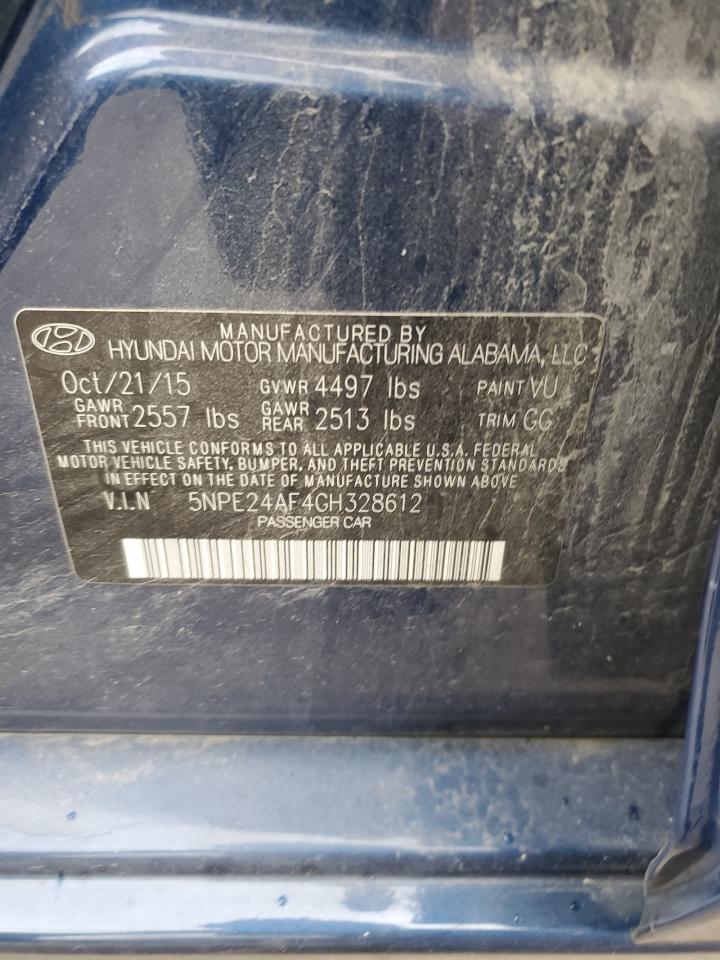 MANUFACTURED BY
HYUNDAI MOTOR MANUFACTURING ALABAMA, LLC
Oct/21/15 GVWR 4497 lbs PAINT VU
GAWR FRONT 2557 lbs GAWR REAR 2513 lbs TRIM GG
THIS VEHICLE CONFORMS TO ALL APPLICABLE U.S.A. FEDERAL
MOTOR VEHICLE SAFETY, BUMPER, AND THEFT PREVENTION STANDARDS
IN EFFECT ON THE DATE OF MANUFACTURE SHOWN ABOVE
V.I.N 5NPE24AF4GH328612
PASSENGER CAR